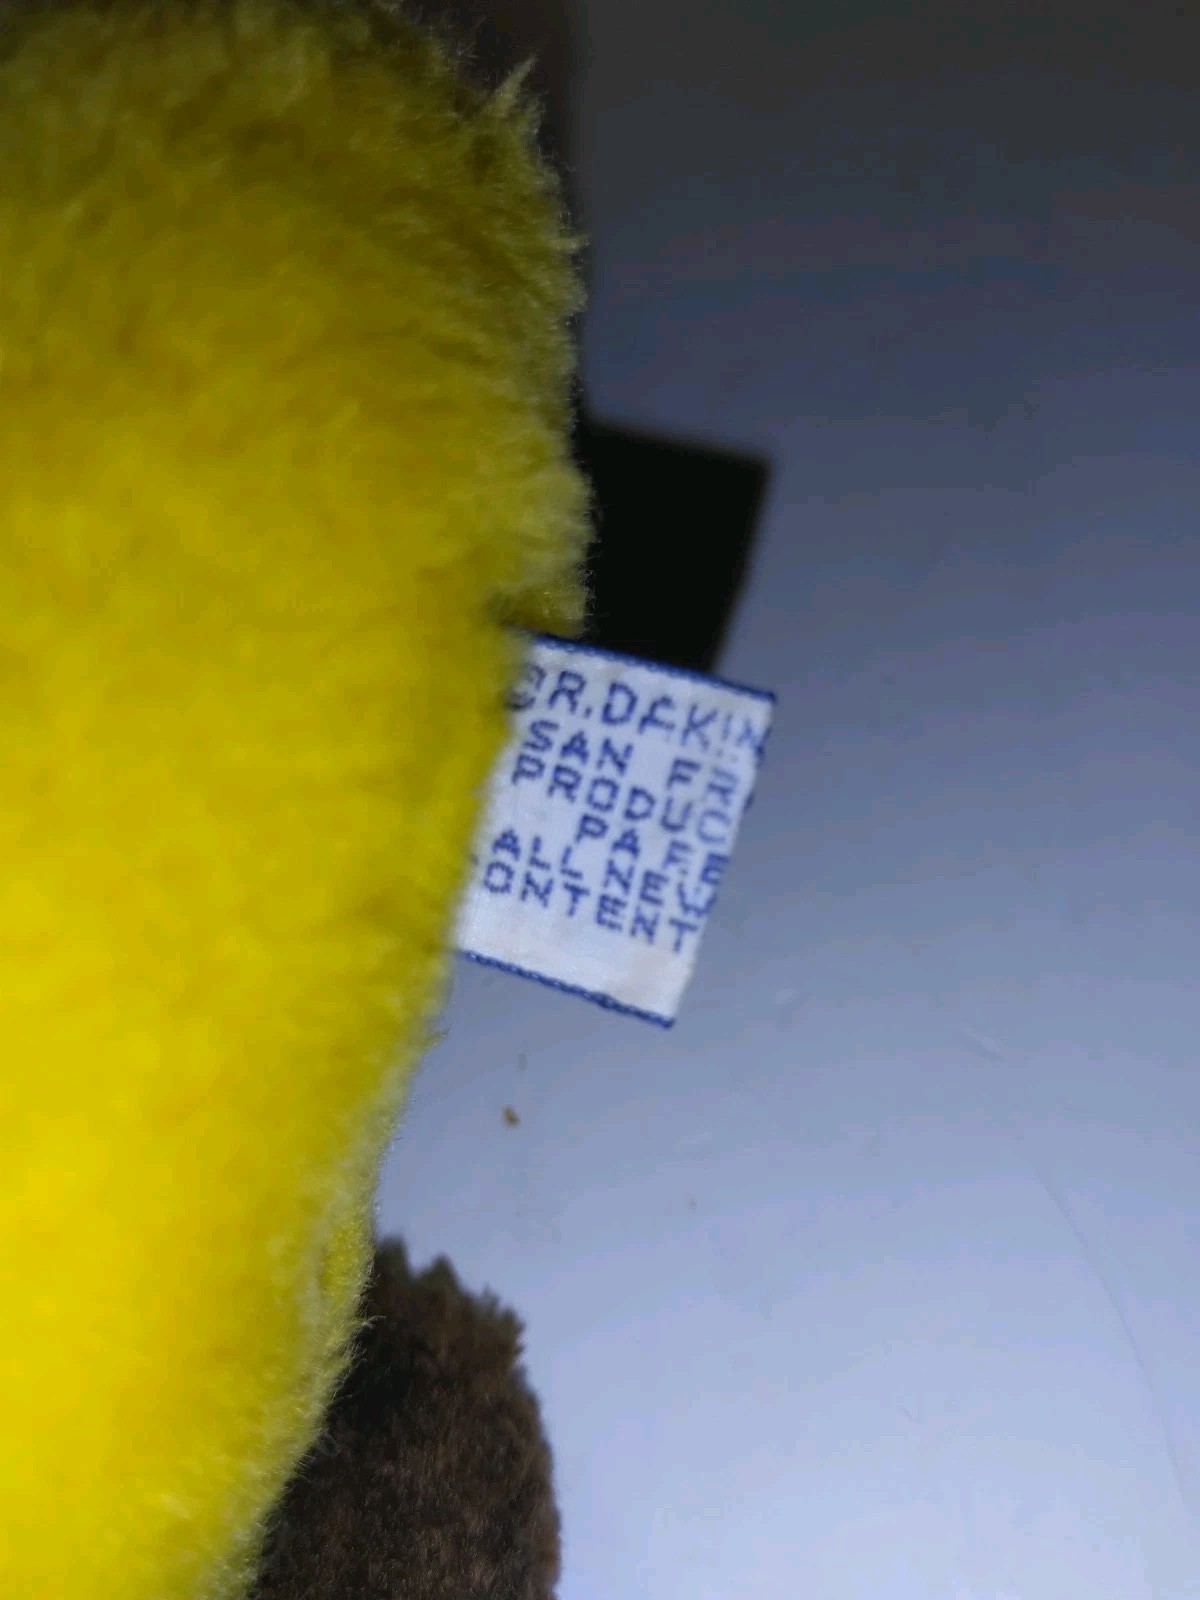 ©R.DAKIN
SAN FR
PRODUC
PA
ALL NEW
ONTENT